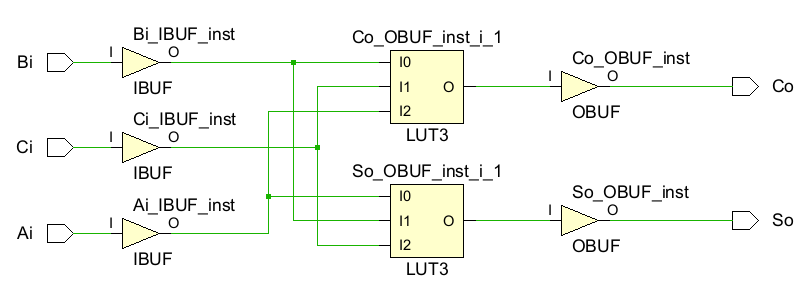 Bi_IBUF_inst
Bi
I
O
IBUF
Ci_IBUF_inst
Ci
I
O
IBUF
Ai_IBUF_inst
Ai
I
O
IBUF
Co_OBUF_inst_i_1
I0
I1
O
I2
LUT3
So_OBUF_inst_i_1
I0
I1
O
I2
LUT3
Co_OBUF_inst
I
O
Co
OBUF
So_OBUF_inst
I
O
So
OBUF